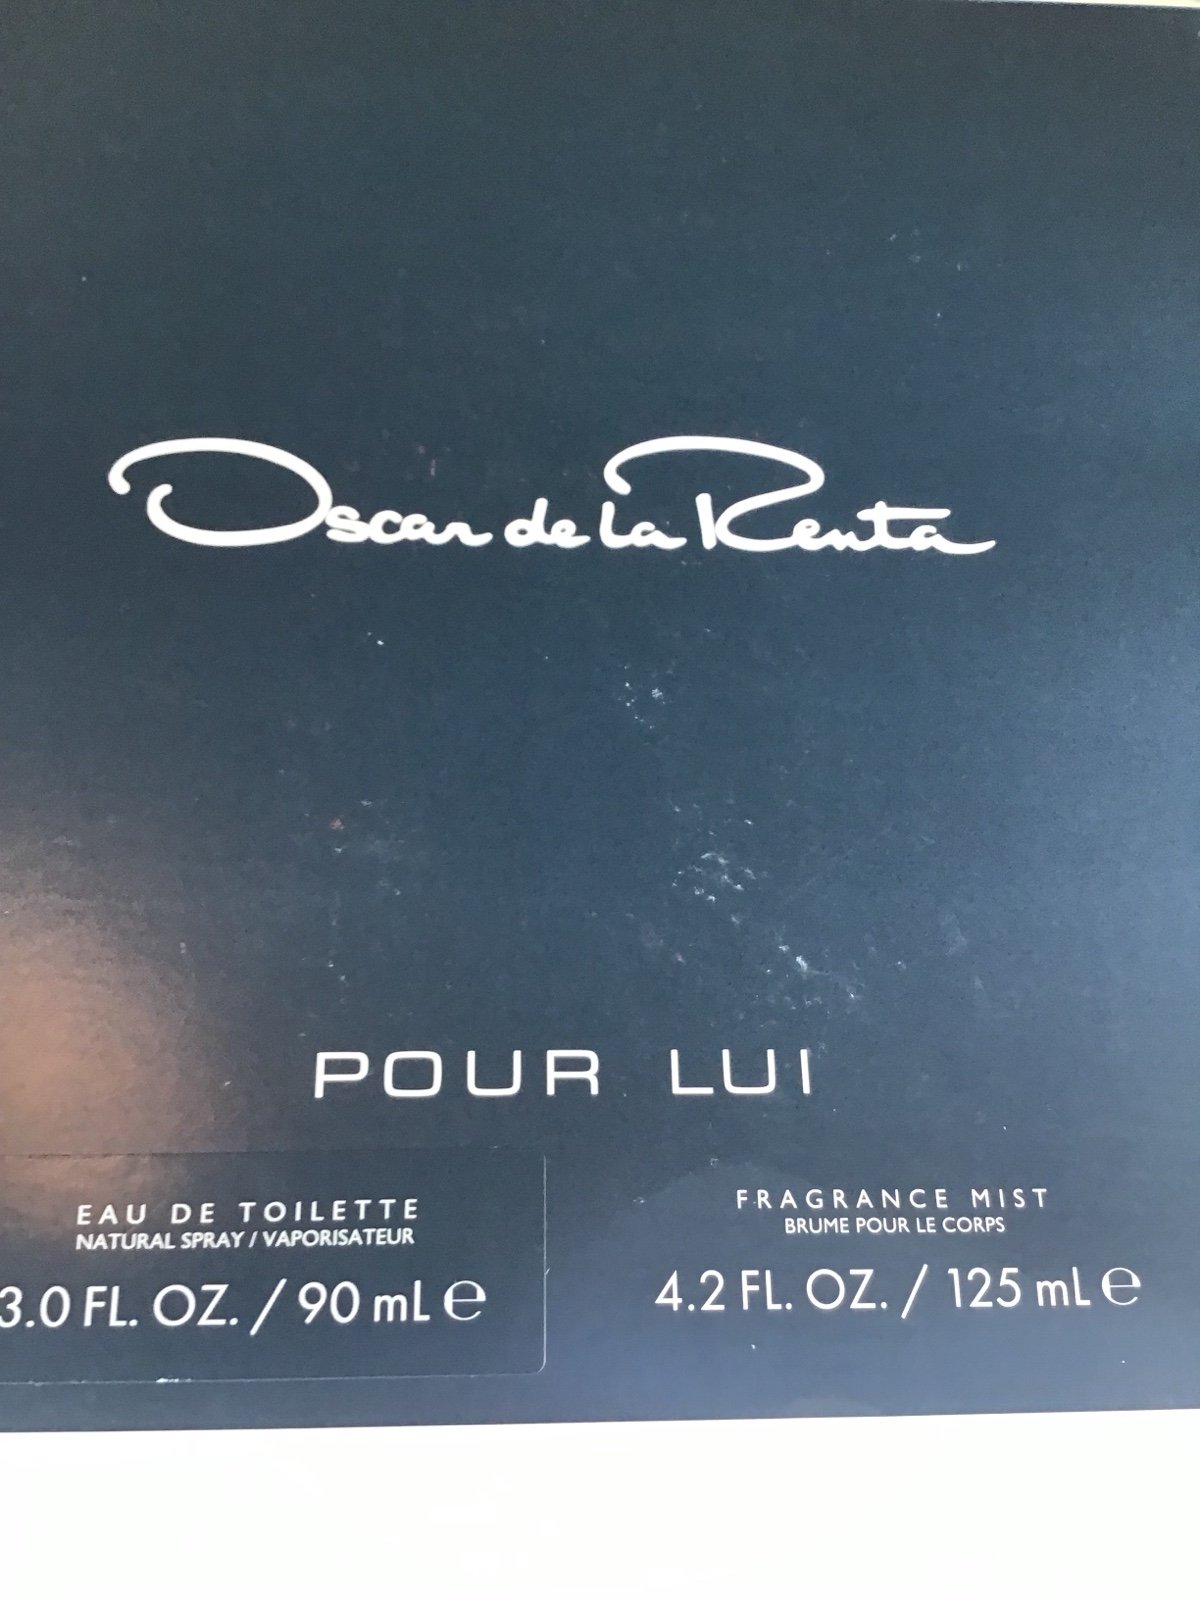 Oscar de la Renta
POUR LUI
EAU DE TOILETTE
NATURAL SPRAY / VAPORISATEUR
3.0 FL. OZ. / 90 mL ℮
FRAGRANCE MIST
BRUME POUR LE CORPS
4.2 FL. OZ. / 125 mL ℮